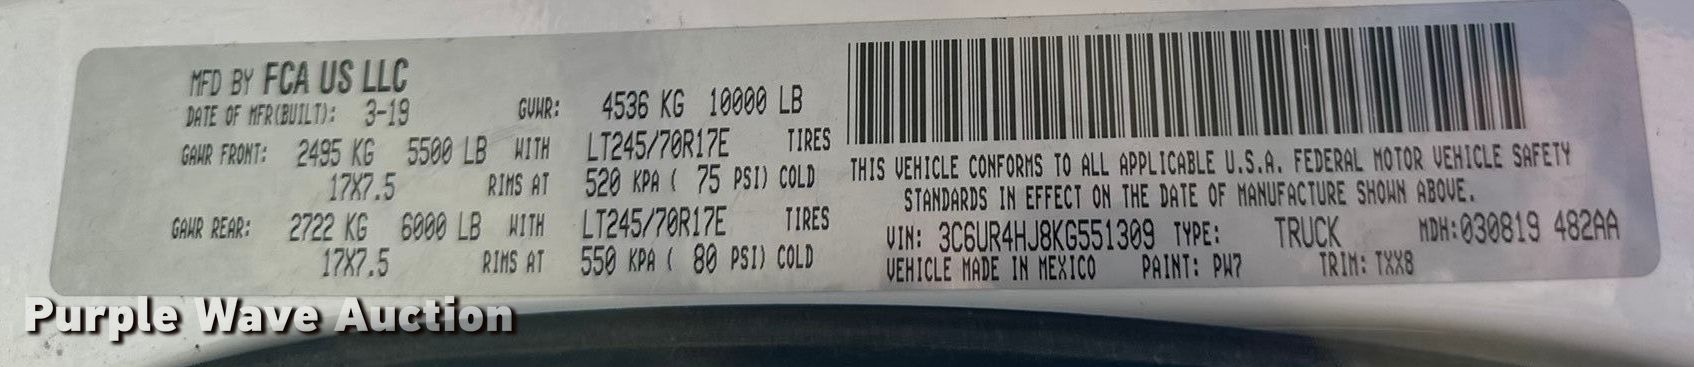 MFD BY FCA US LLC
DATE OF MFR(BUILT): 3-19 GVWR: 4536 KG 10000 LB
GAWR FRONT: 2495 KG 5500 LB WITH LT245/70R17E TIRES
17X7.5 RIMS AT 520 KPA ( 75 PSI) COLD
GAWR REAR: 2722 KG 6000 LB WITH LT245/70R17E TIRES
17X7.5 RIMS AT 550 KPA ( 80 PSI) COLD
THIS VEHICLE CONFORMS TO ALL APPLICABLE U.S.A. FEDERAL MOTOR VEHICLE SAFETY
STANDARDS IN EFFECT ON THE DATE OF MANUFACTURE SHOWN ABOVE.
VIN: 3C6UR4HJ8KG551309 TYPE: TRUCK MDH:030819 482AA
VEHICLE MADE IN MEXICO PAINT: PW7 TRIM: TXX8
Purple Wave Auction